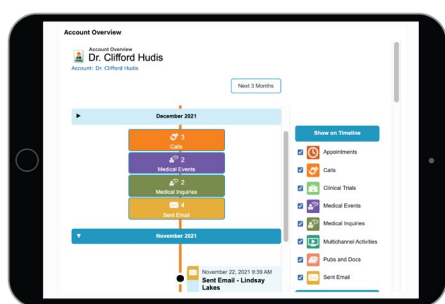 Account Overview
Account Overview
Dr. Clifford Hudis
Account: Dr. Clifford Hudis
Next 3 Months
December 2021
3
Calls
2
Medical Events
2
Medical Inquiries
4
Sent Email
November 2021
November 22, 2021 9:39 AM
Sent Email - Lindsay
Lakes
Show on Timeline
Appointments
Calls
Clinical Trials
Medical Events
Medical Inquiries
Multichannel Activities
Pubs and Docs
Sent Email